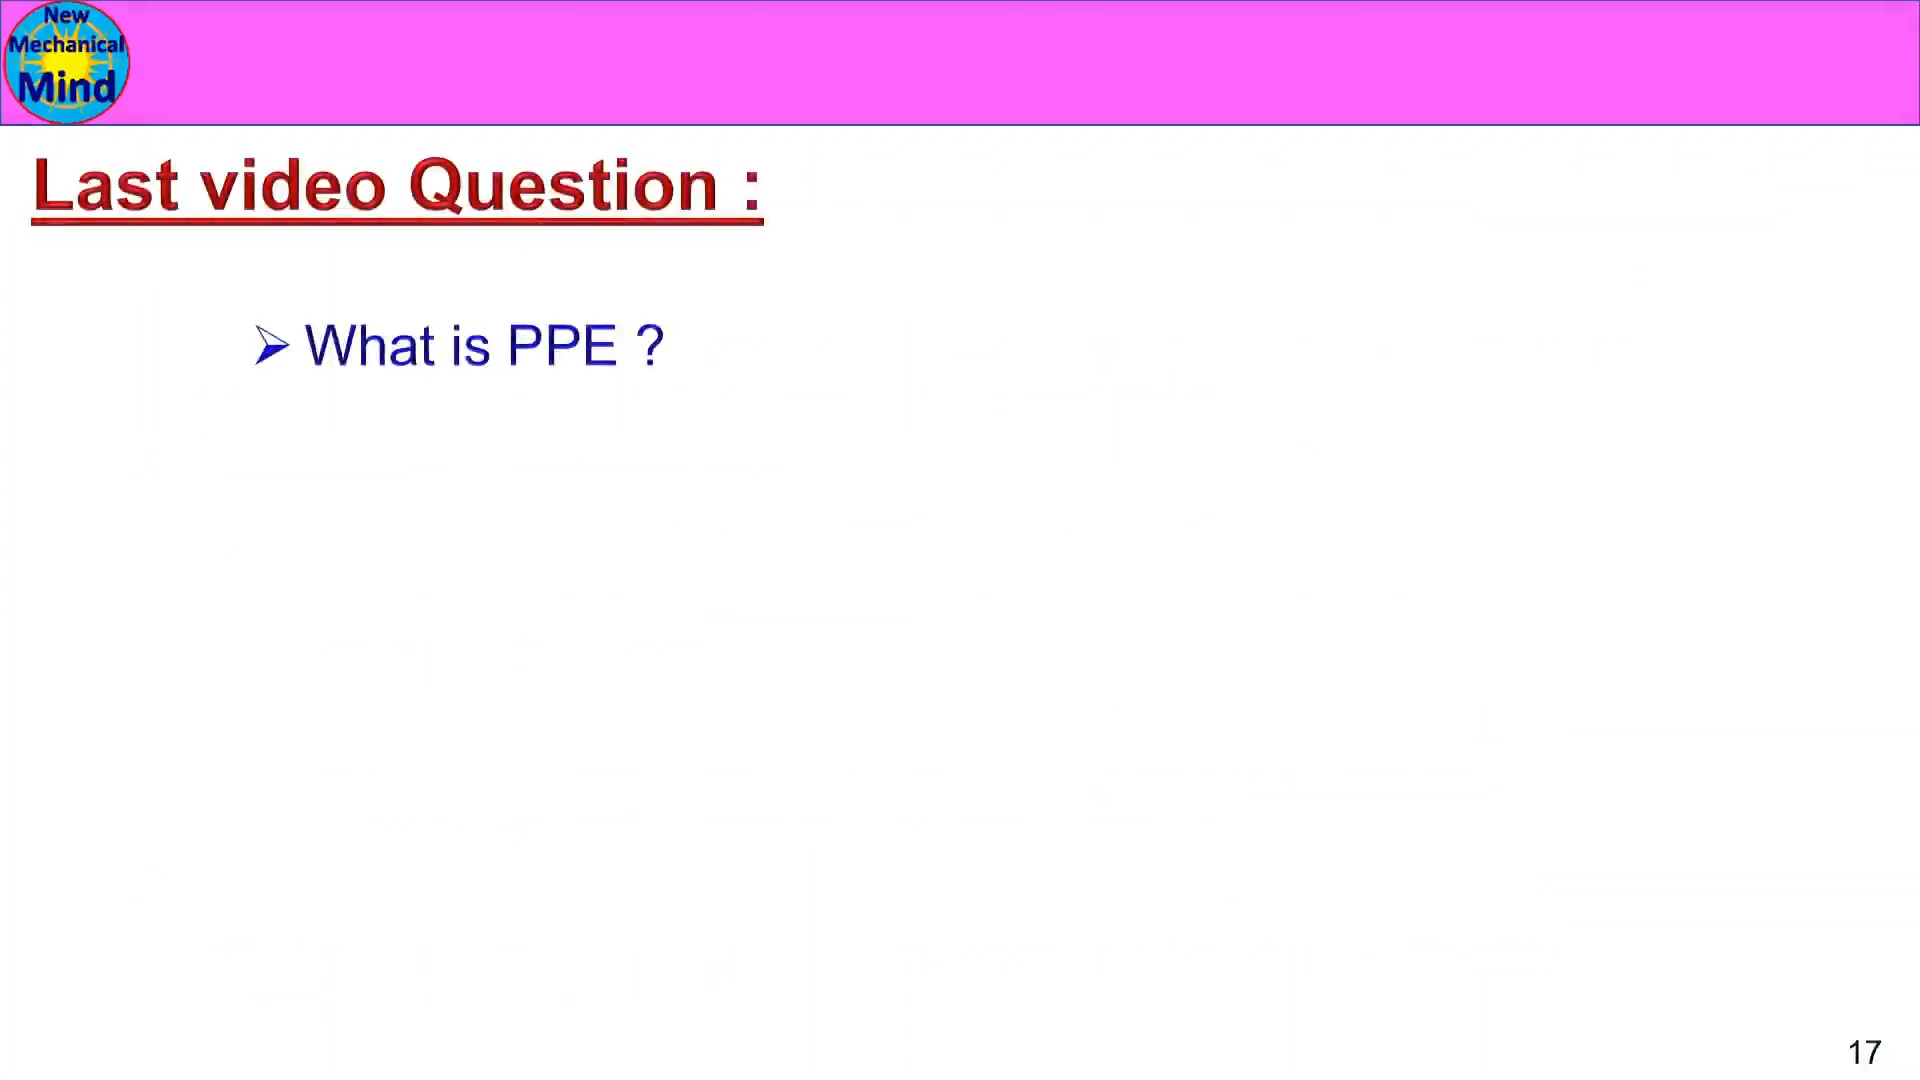 New
Mechanical
Mind
Last video Question :
➢ What is PPE ?
17